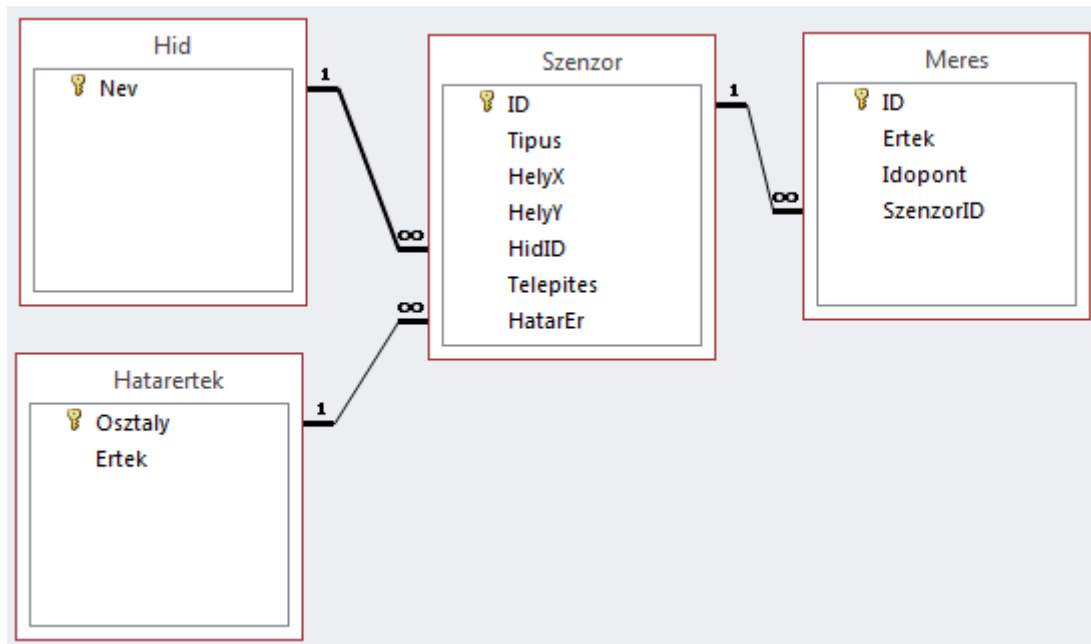 Hid
Nev
1
∞
Szenzor
ID
Tipus
HelyX
HelyY
HidID
Telepites
HatarEr
1
∞
Meres
ID
Ertek
Idopont
SzenzorID
Hatarertek
Osztaly
Ertek
1
∞